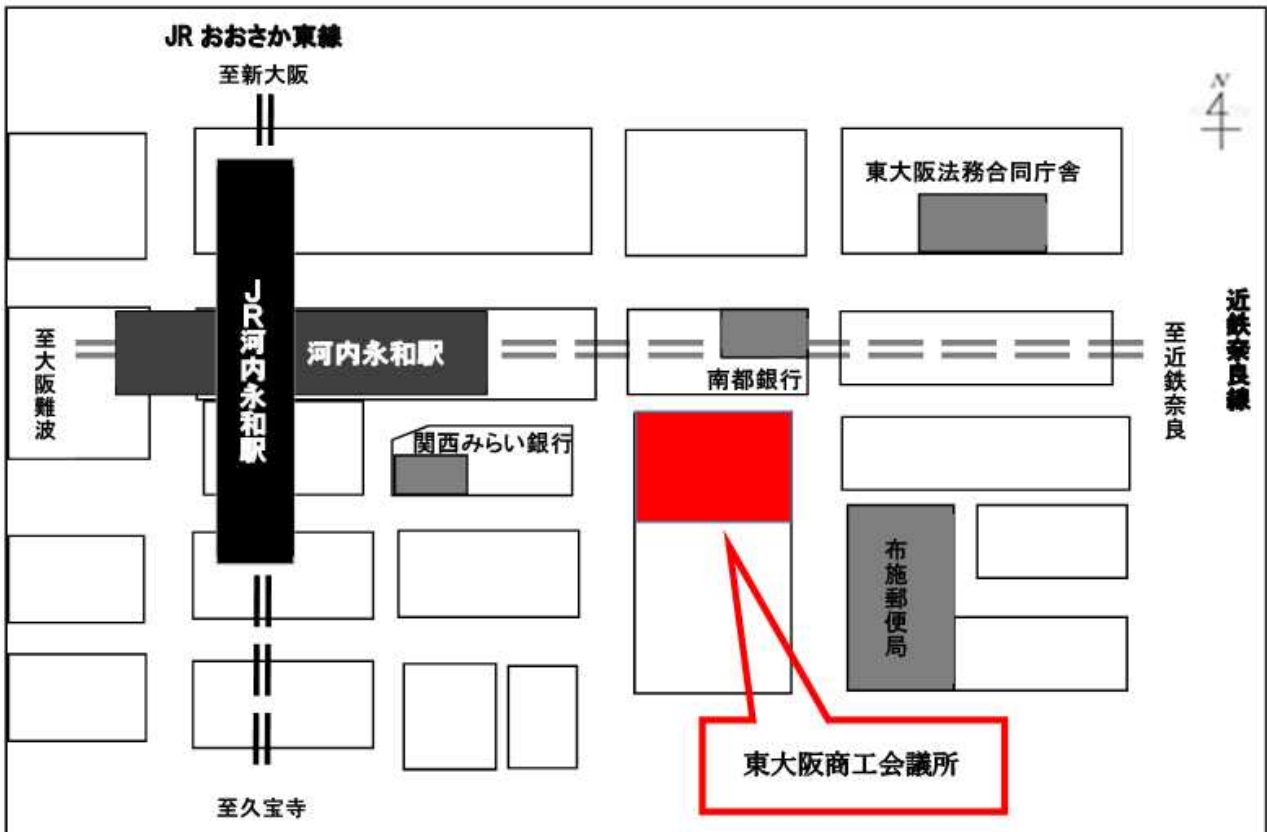 JR おおさか東線
至新大阪
N
東大阪法務合同庁舎
近鉄奈良線
至近鉄奈良
至大阪難波
JR河内永和駅
河内永和駅
南都銀行
関西みらい銀行
布施郵便局
東大阪商工会議所
至久宝寺